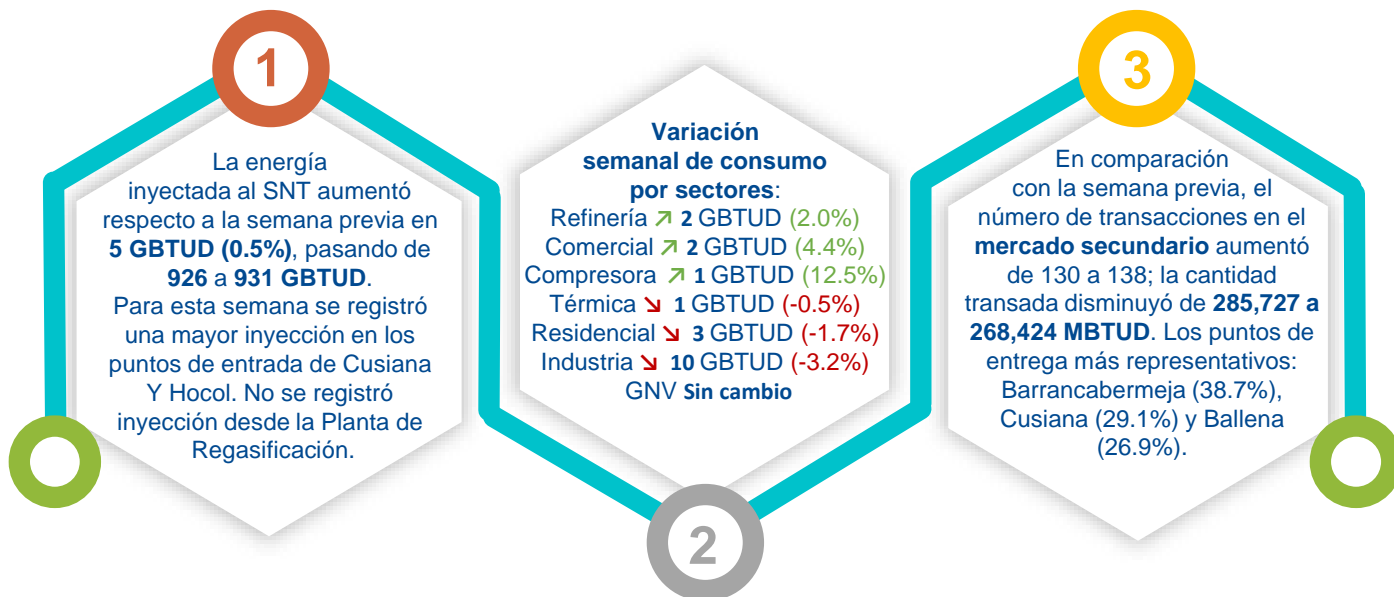 1
La energía
inyectada al SNT aumentó
respecto a la semana previa en
5 GBTUD (0.5%), pasando de
926 a 931 GBTUD.
Para esta semana se registró
una mayor inyección en los
puntos de entrada de Cusiana
Y Hocol. No se registró
inyección desde la Planta de
Regasificación.
Variación
semanal de consumo
por sectores:
Refinería ↗ 2 GBTUD (2.0%)
Comercial ↗ 2 GBTUD (4.4%)
Compresora ↗ 1 GBTUD (12.5%)
Térmica ↘ 1 GBTUD (-0.5%)
Residencial ↘ 3 GBTUD (-1.7%)
Industria ↘ 10 GBTUD (-3.2%)
GNV Sin cambio
2
3
En comparación
con la semana previa, el
número de transacciones en el
mercado secundario aumentó
de 130 a 138; la cantidad
transada disminuyó de 285,727 a
268,424 MBTUD. Los puntos de
entrega más representativos:
Barrancabermeja (38.7%),
Cusiana (29.1%) y Ballena
(26.9%).